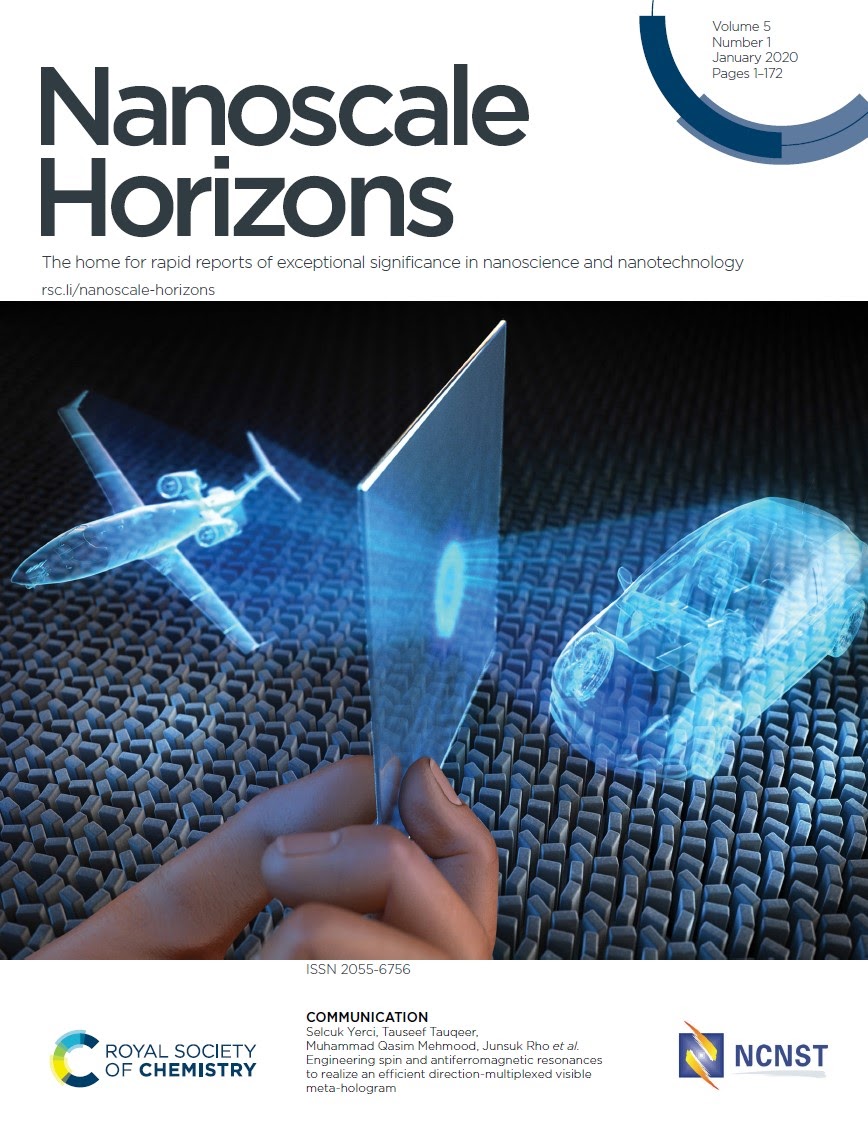 Volume 5
Number 1
January 2020
Pages 1–172
Nanoscale
Horizons
The home for rapid reports of exceptional significance in nanoscience and nanotechnology
rsc.li/nanoscale-horizons
ISSN 2055-6756
COMMUNICATION
Selcuk Yerci, Tauseef Tauqeer,
Muhammad Qasim Mehmood, Junsuk Rho et al.
Engineering spin and antiferromagnetic resonances
to realize an efficient direction-multiplexed visible
meta-hologram
ROYAL SOCIETY
OF CHEMISTRY
NCNST